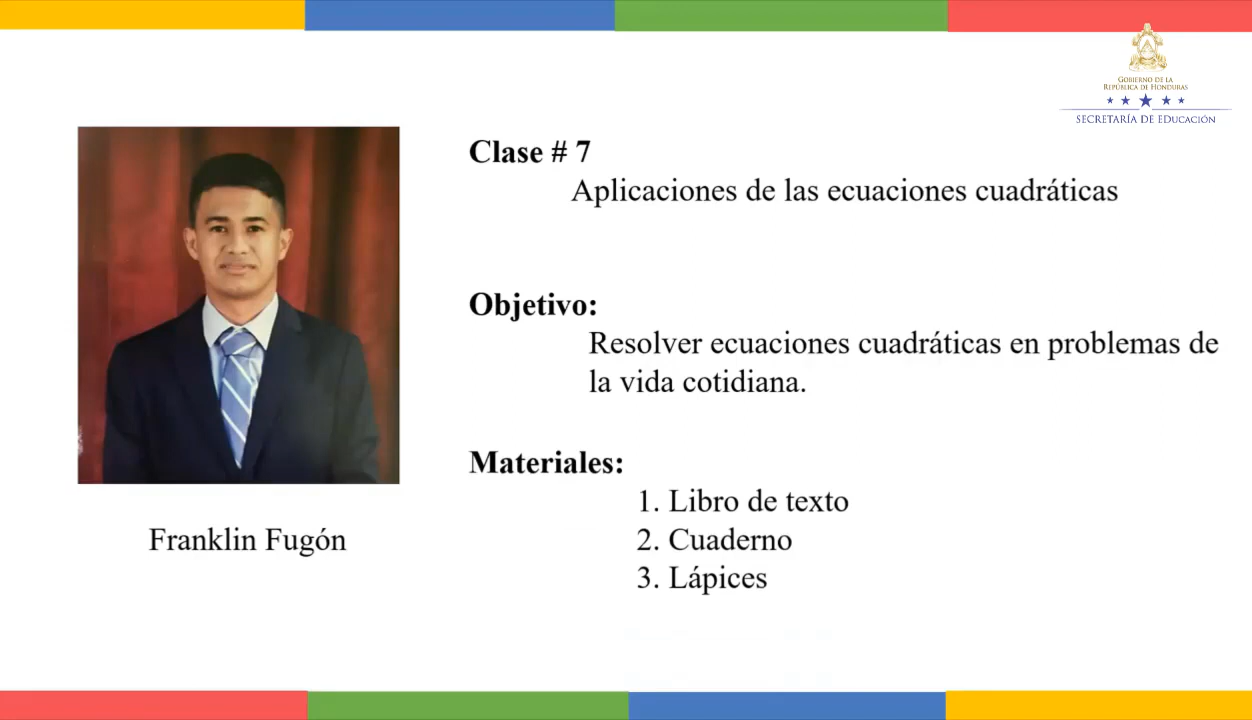 GOBIERNO DE LA
REPÚBLICA DE HONDURAS
SECRETARÍA DE EDUCACIÓN
Clase # 7
Aplicaciones de las ecuaciones cuadráticas
Objetivo:
Resolver ecuaciones cuadráticas en problemas de
la vida cotidiana.
Materiales:
1. Libro de texto
2. Cuaderno
3. Lápices
Franklin Fugón